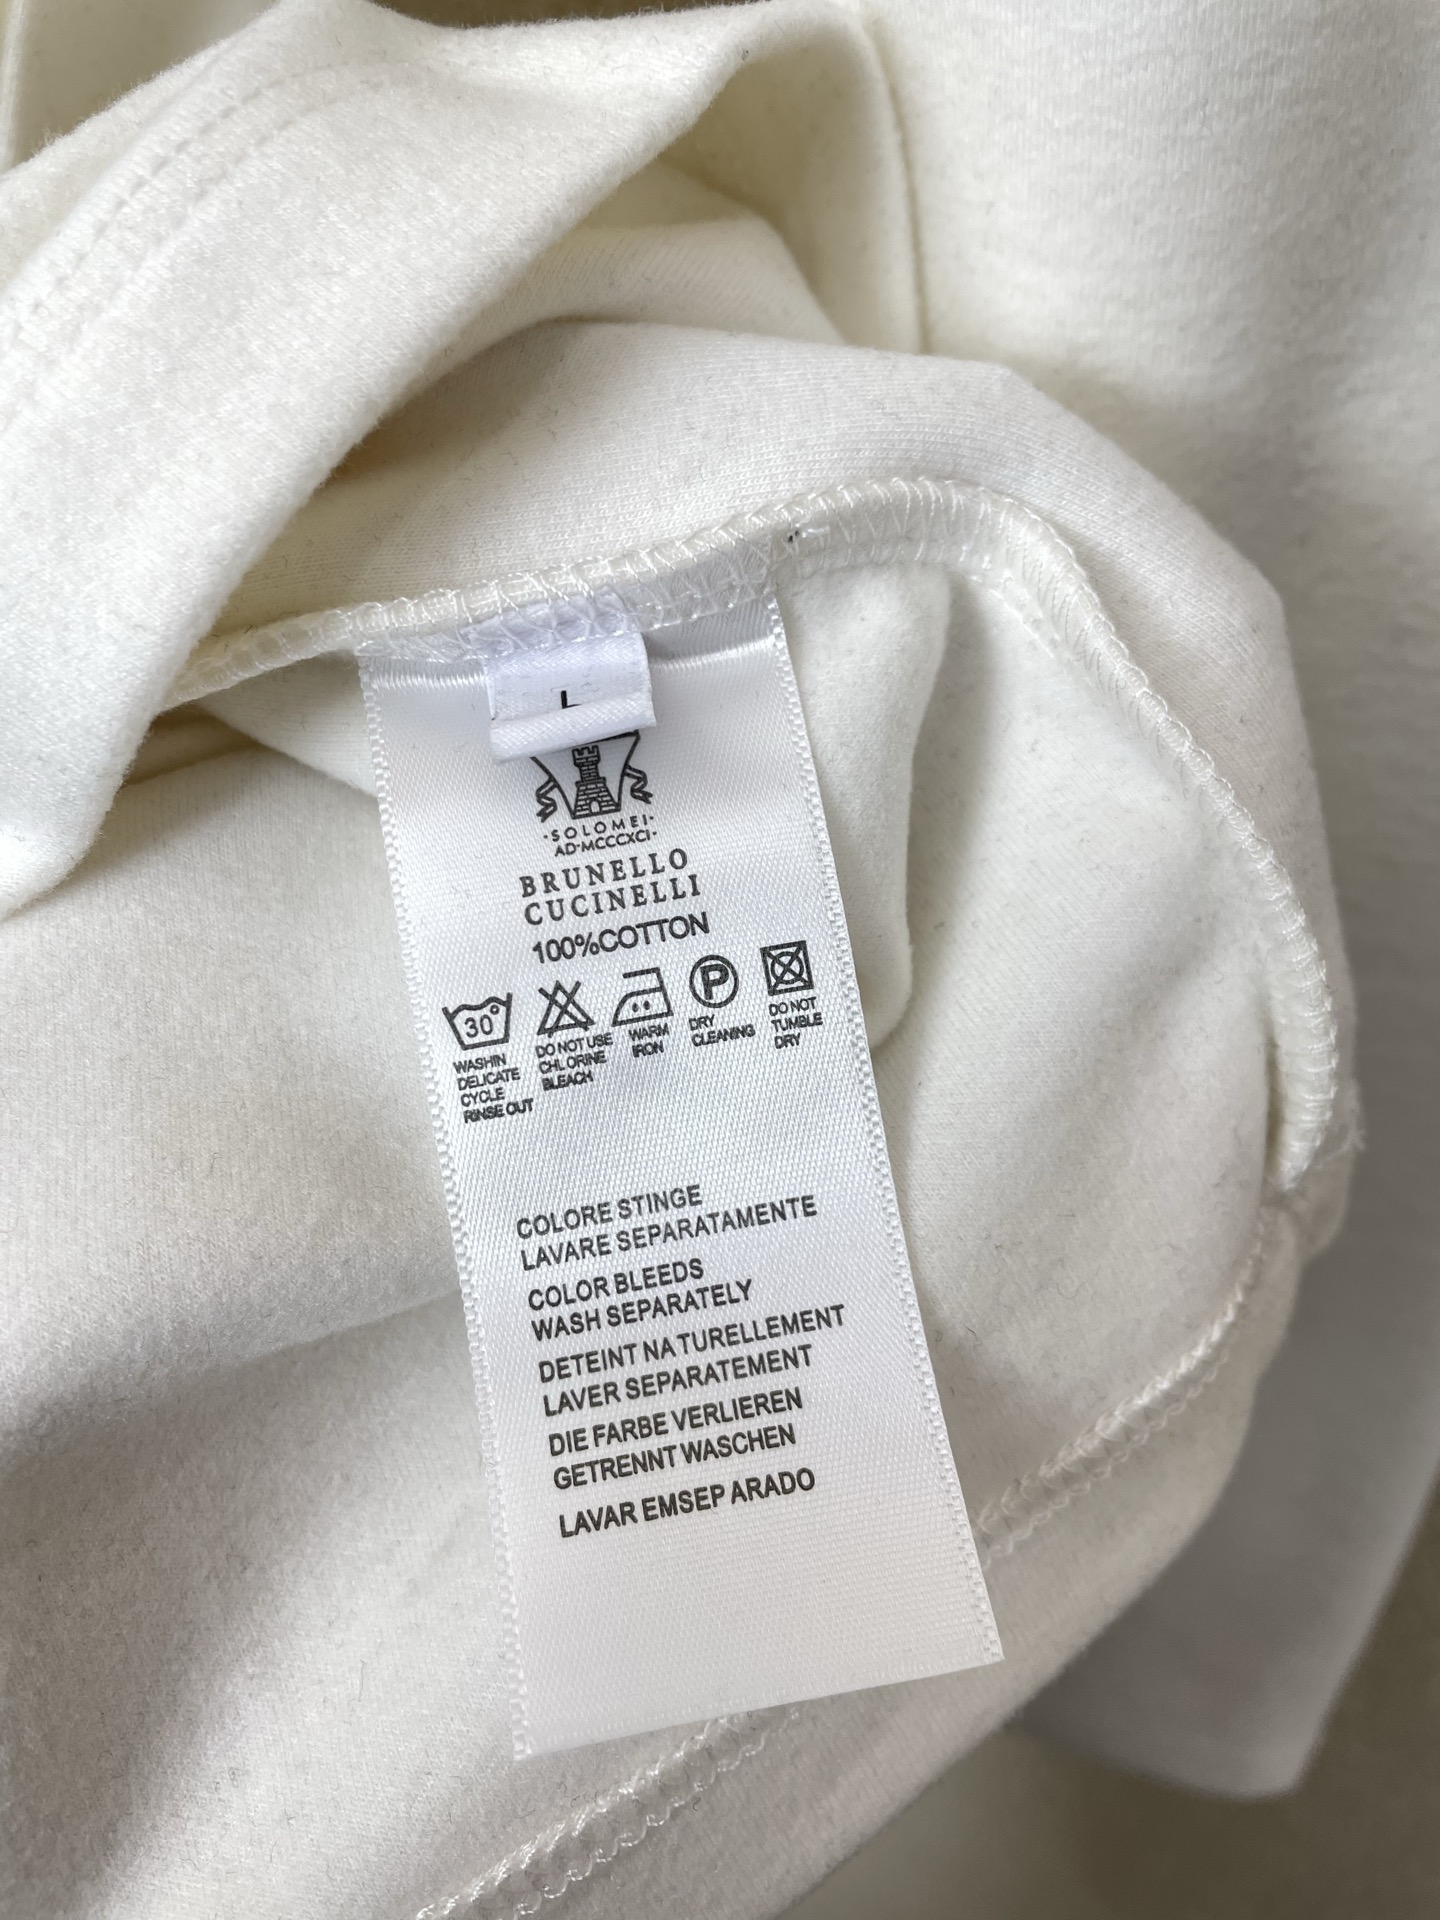 L
·SOLOMEI·
AD·MCCCXCI·
BRUNELLO
CUCINELLI
100%COTTON
30°
P
WASHIN
DELICATE
CYCLE
RINSE OUT
DO NOT USE
CHLORINE
BLEACH
WARM
IRON
DRY
CLEANING
DO NOT
TUMBLE
DRY
COLORE STINGE
LAVARE SEPARATAMENTE
COLOR BLEEDS
WASH SEPARATELY
DETEINT NATURELLEMENT
LAVER SEPARATEMENT
DIE FARBE VERLIEREN
GETRENNT WASCHEN
LAVAR EMSEP ARADO